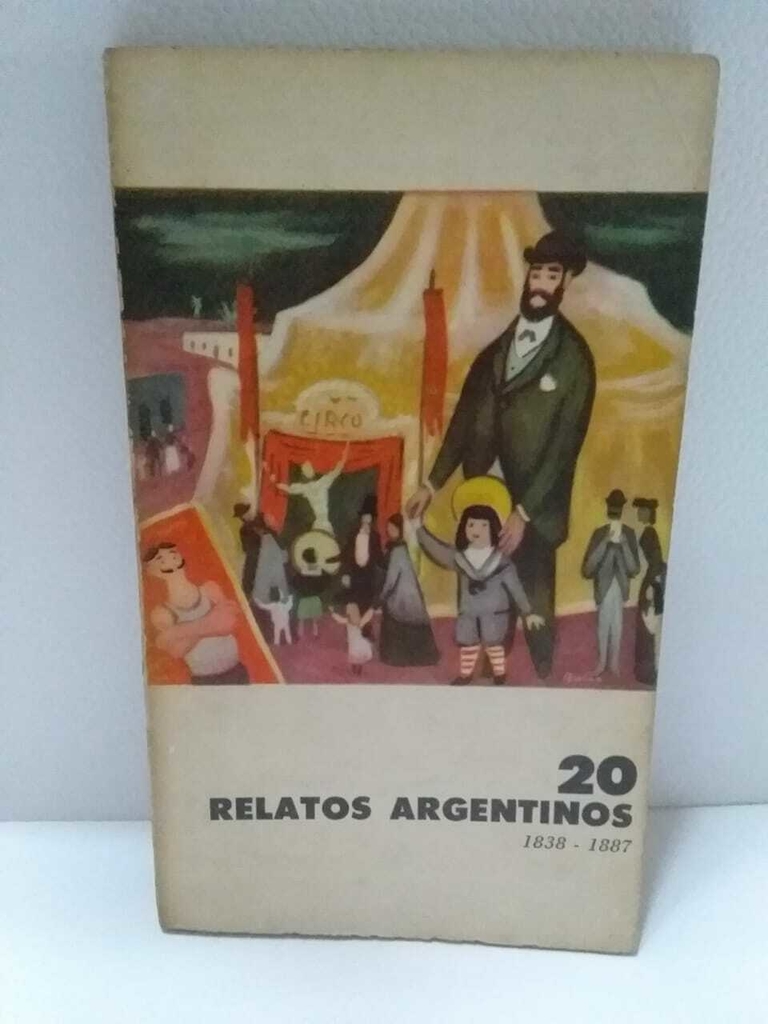 CIRCO
20
RELATOS ARGENTINOS
1838 - 1887